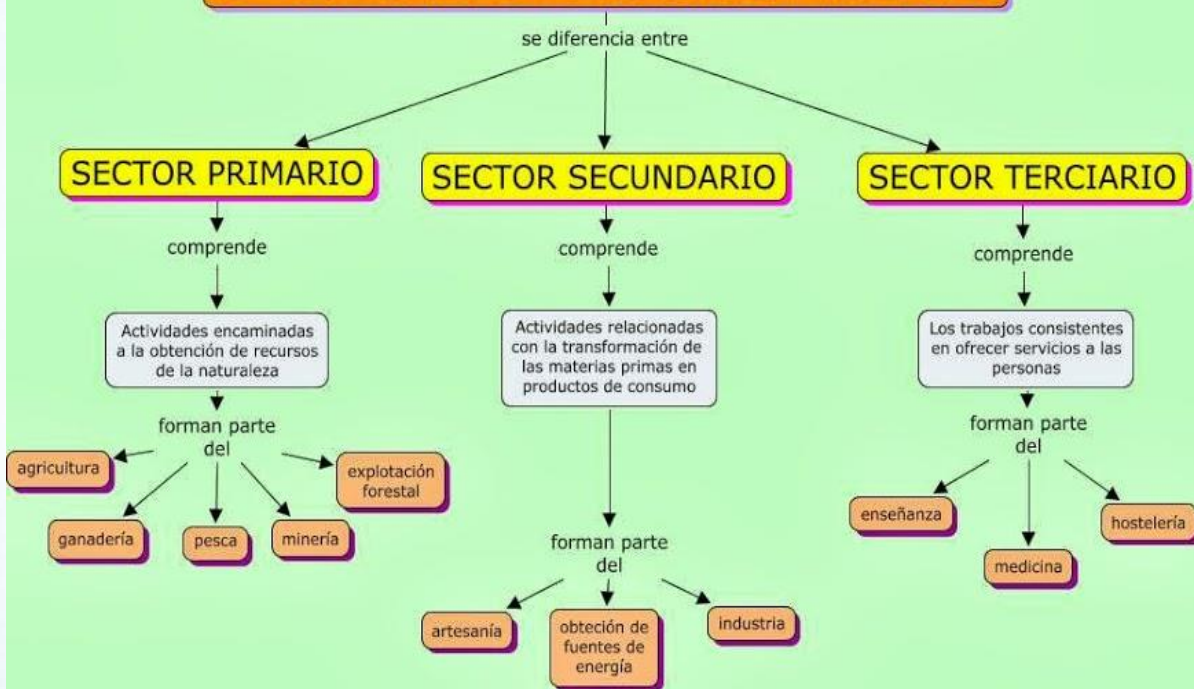 se diferencia entre
SECTOR PRIMARIO
comprende
Actividades encaminadas
a la obtención de recursos
de la naturaleza
forman parte
del
agricultura
ganadería
pesca
minería
explotación
forestal
SECTOR SECUNDARIO
comprende
Actividades relacionadas
con la transformación de
las materias primas en
productos de consumo
forman parte
del
artesanía
obteción de
fuentes de
energía
industria
SECTOR TERCIARIO
comprende
Los trabajos consistentes
en ofrecer servicios a las
personas
forman parte
del
enseñanza
medicina
hostelería